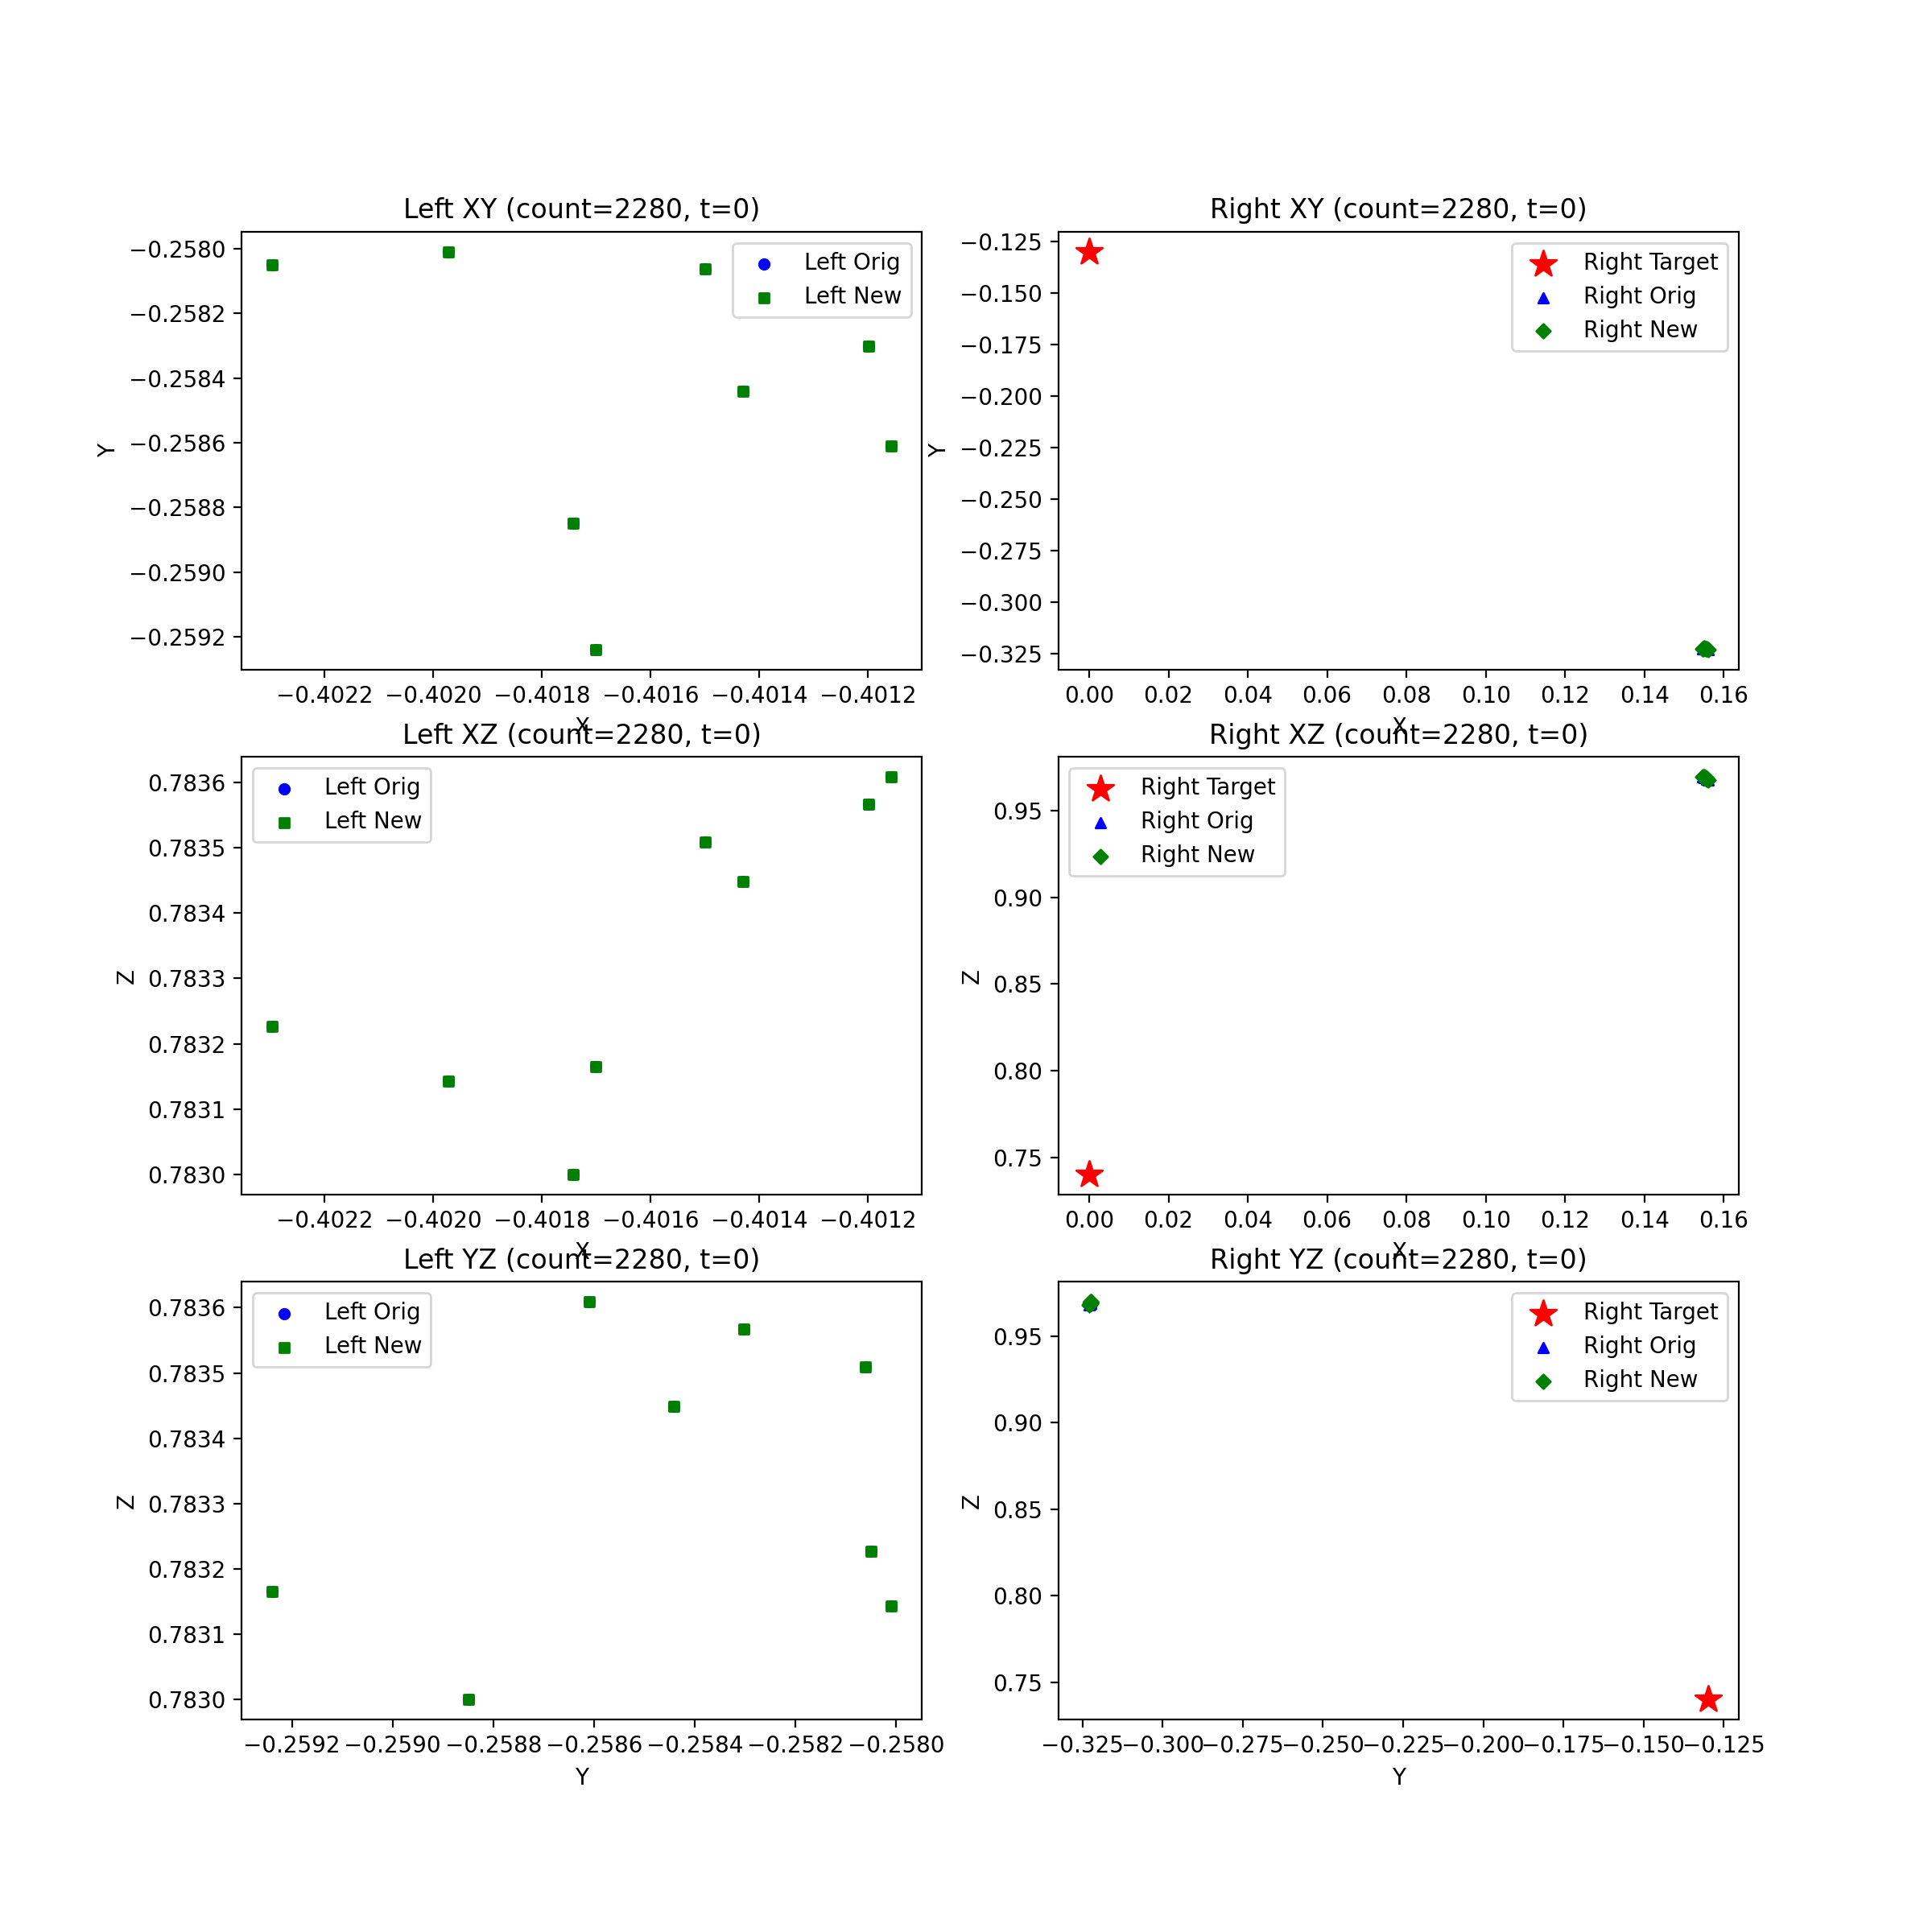 Left XY (count=2280, t=0)
−0.2580
−0.2582
−0.2584
−0.2586
−0.2588
−0.2590
−0.2592
Y
Left Orig
Left New
−0.4022 −0.4020 −0.4018 −0.4016 −0.4014 −0.4012
X
Right XY (count=2280, t=0)
−0.125
−0.150
−0.175
−0.200
−0.225
−0.250
−0.275
−0.300
−0.325
Y
Right Target
Right Orig
Right New
0.00 0.02 0.04 0.06 0.08 0.10 0.12 0.14 0.16
X
Left XZ (count=2280, t=0)
0.7836
0.7835
0.7834
0.7833
0.7832
0.7831
0.7830
Z
Left Orig
Left New
−0.4022 −0.4020 −0.4018 −0.4016 −0.4014 −0.4012
X
Right XZ (count=2280, t=0)
0.95
0.90
0.85
0.80
0.75
Z
Right Target
Right Orig
Right New
0.00 0.02 0.04 0.06 0.08 0.10 0.12 0.14 0.16
X
Left YZ (count=2280, t=0)
0.7836
0.7835
0.7834
0.7833
0.7832
0.7831
0.7830
Z
Left Orig
Left New
−0.2592 −0.2590 −0.2588 −0.2586 −0.2584 −0.2582 −0.2580
Y
Right YZ (count=2280, t=0)
0.95
0.90
0.85
0.80
0.75
Z
Right Target
Right Orig
Right New
−0.325 −0.300 −0.275 −0.250 −0.225 −0.200 −0.175 −0.150 −0.125
Y